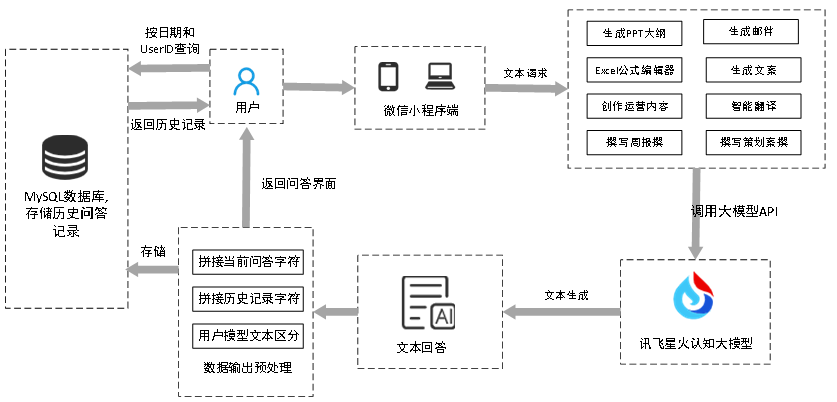 按日期和
UserID查询
用户
返回历史记录
MySQL数据库,
存储历史问答
记录
微信小程序端
文本请求
生成PPT大纲
生成邮件
Excel公式编辑器
生成文案
创作运营内容
智能翻译
撰写周报撰
撰写策划案撰
调用大模型API
讯飞星火认知大模型
文本生成
AI
文本回答
返回问答界面
存储
拼接当前问答字符
拼接历史记录字符
用户模型文本区分
数据输出预处理